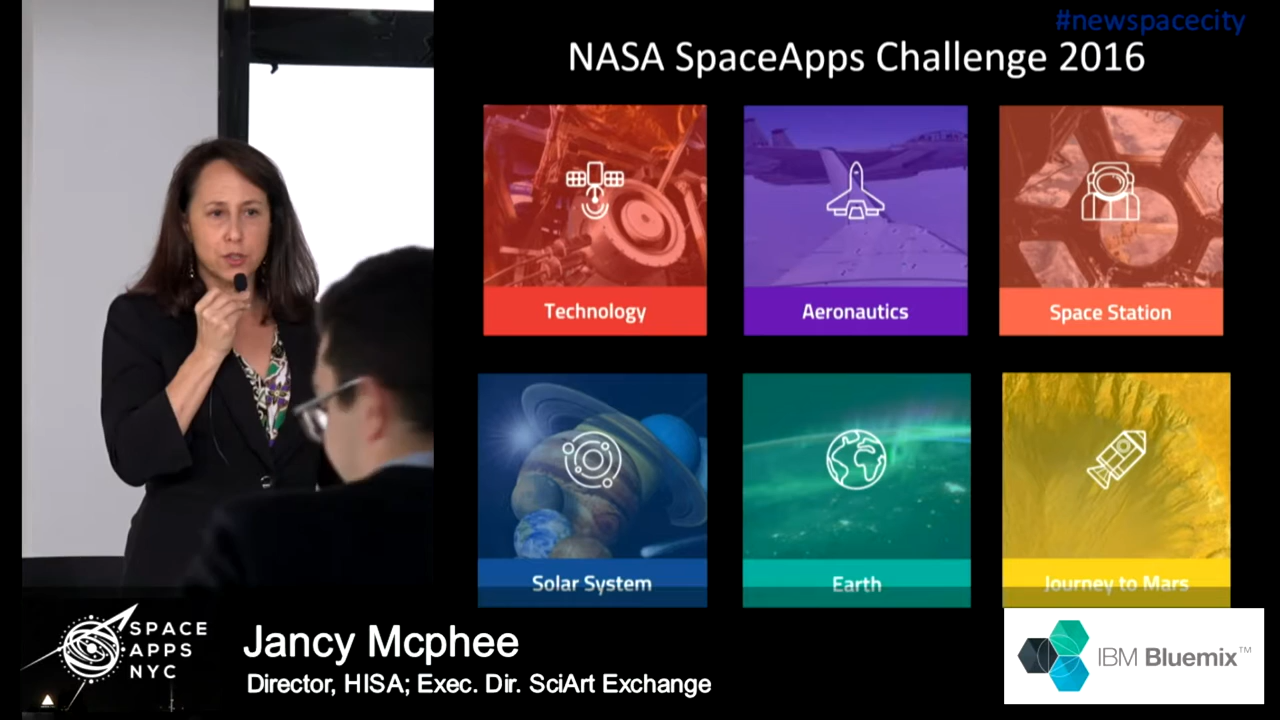 #newspacecity
NASA SpaceApps Challenge 2016
Technology
Aeronautics
Space Station
Solar System
Earth
Journey to Mars
SPACE
APPS
NYC
Jancy Mcphee
Director, HISA; Exec. Dir. SciArt Exchange
IBM Bluemix™